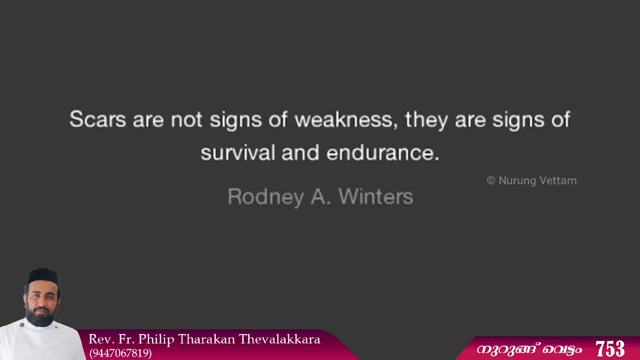 Scars are not signs of weakness, they are signs of
survival and endurance.
© Nurung Vettam
Rodney A. Winters
Rev. Fr. Philip Tharakan Thevalakkara
(9447067819)
നുറുങ്ങ് വെട്ടം 753